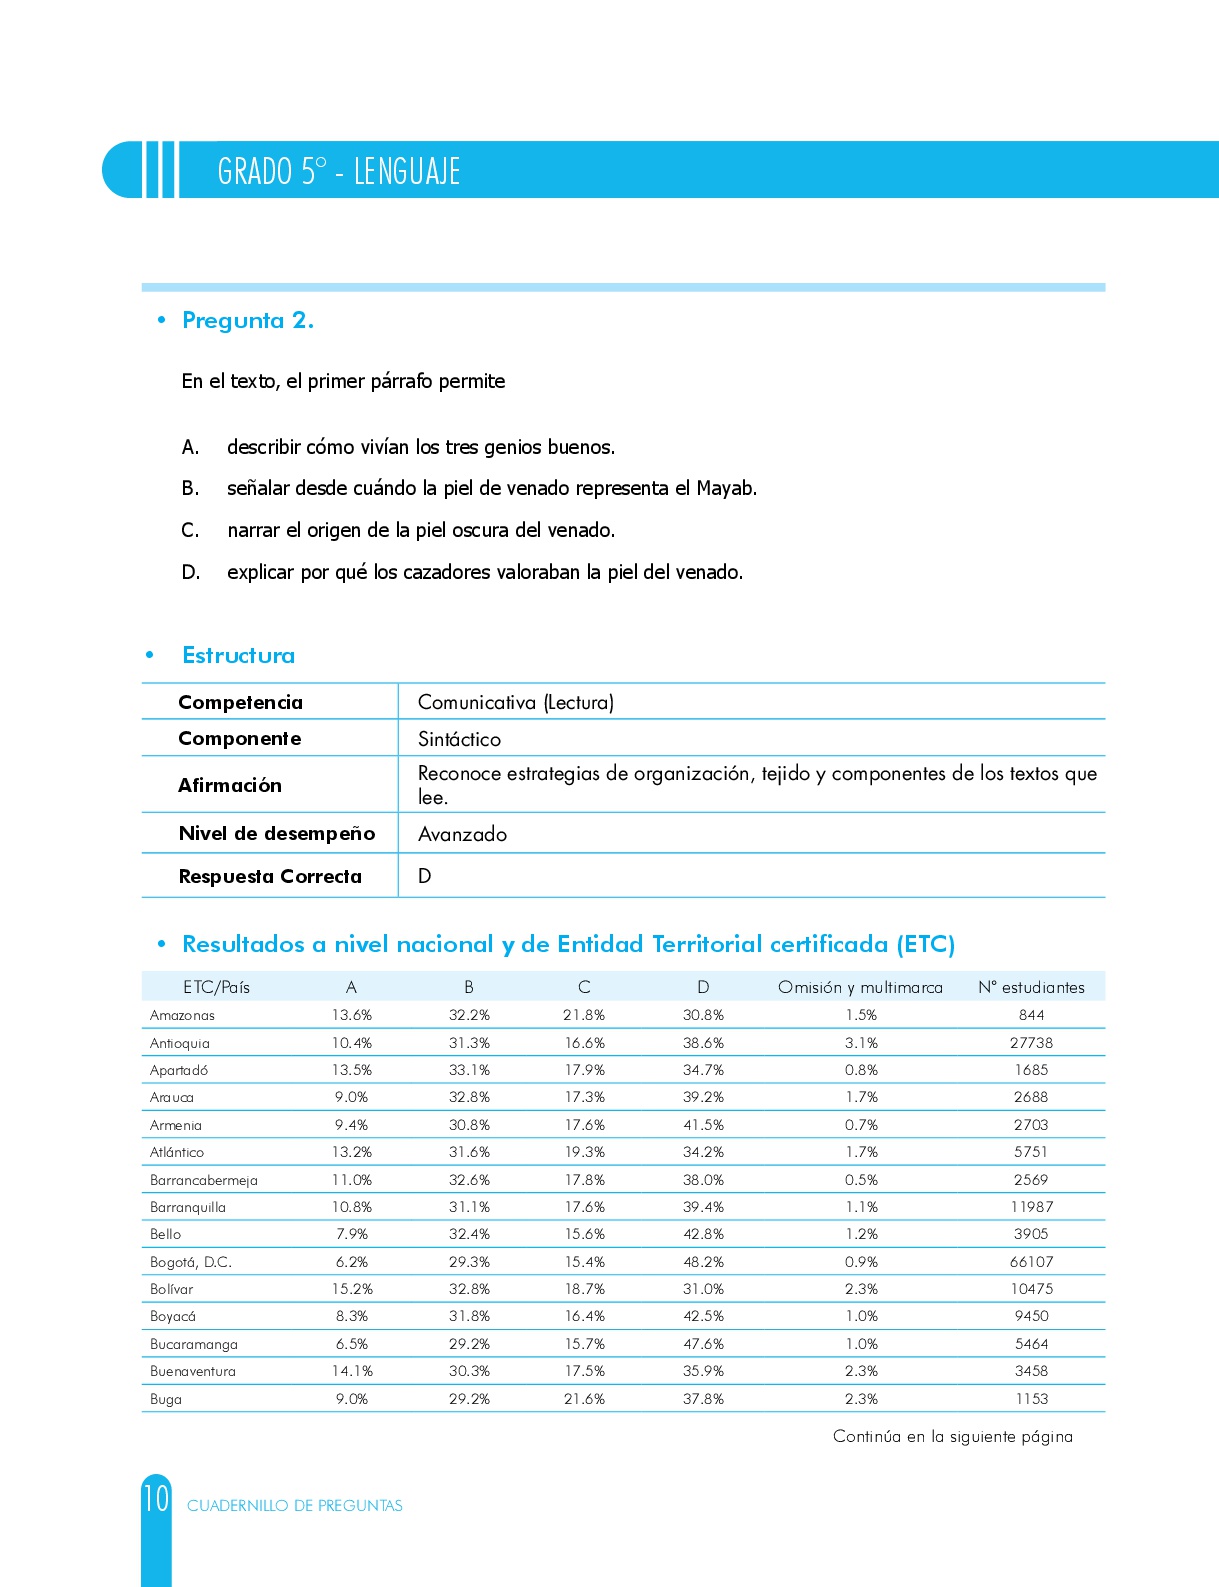 GRADO 5° - LENGUAJE
• Pregunta 2.
En el texto, el primer párrafo permite
A. describir cómo vivían los tres genios buenos.
B. señalar desde cuándo la piel de venado representa el Mayab.
C. narrar el origen de la piel oscura del venado.
D. explicar por qué los cazadores valoraban la piel del venado.
• Estructura
Competencia Comunicativa (Lectura)
Componente Sintáctico
Afirmación Reconoce estrategias de organización, tejido y componentes de los textos que
lee.
Nivel de desempeño Avanzado
Respuesta Correcta D
• Resultados a nivel nacional y de Entidad Territorial certificada (ETC)
ETC/País A B C D Omisión y multimarca N° estudiantes
Amazonas 13.6% 32.2% 21.8% 30.8% 1.5% 844
Antioquia 10.4% 31.3% 16.6% 38.6% 3.1% 27738
Apartadó 13.5% 33.1% 17.9% 34.7% 0.8% 1685
Arauca 9.0% 32.8% 17.3% 39.2% 1.7% 2688
Armenia 9.4% 30.8% 17.6% 41.5% 0.7% 2703
Atlántico 13.2% 31.6% 19.3% 34.2% 1.7% 5751
Barrancabermeja 11.0% 32.6% 17.8% 38.0% 0.5% 2569
Barranquilla 10.8% 31.1% 17.6% 39.4% 1.1% 11987
Bello 7.9% 32.4% 15.6% 42.8% 1.2% 3905
Bogotá, D.C. 6.2% 29.3% 15.4% 48.2% 0.9% 66107
Bolívar 15.2% 32.8% 18.7% 31.0% 2.3% 10475
Boyacá 8.3% 31.8% 16.4% 42.5% 1.0% 9450
Bucaramanga 6.5% 29.2% 15.7% 47.6% 1.0% 5464
Buenaventura 14.1% 30.3% 17.5% 35.9% 2.3% 3458
Buga 9.0% 29.2% 21.6% 37.8% 2.3% 1153
Continúa en la siguiente página
10 CUADERNILLO DE PREGUNTAS